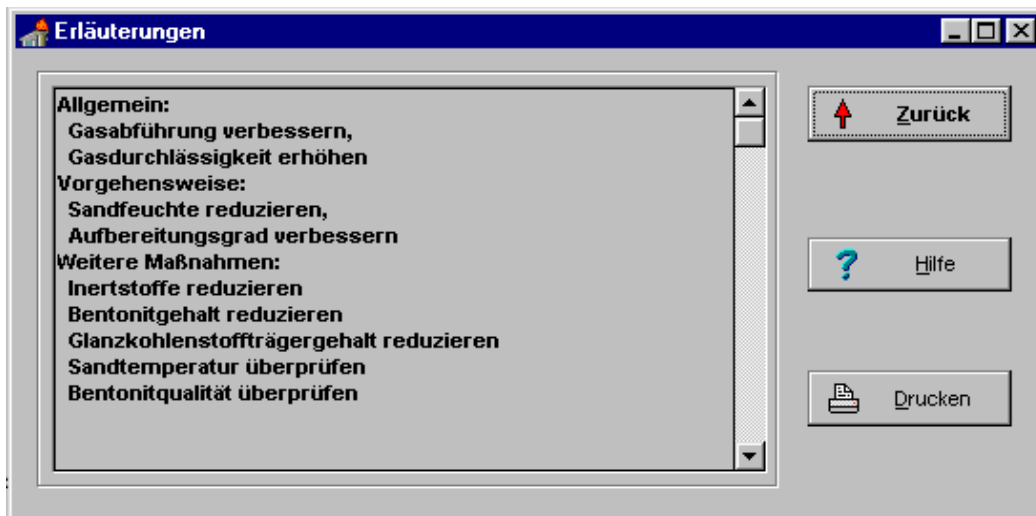 Erläuterungen
Allgemein:
Gasabführung verbessern,
Gasdurchlässigkeit erhöhen
Vorgehensweise:
Sandfeuchte reduzieren,
Aufbereitungsgrad verbessern
Weitere Maßnahmen:
Inertstoffe reduzieren
Bentonitgehalt reduzieren
Glanzkohlenstoffträgergehalt reduzieren
Sandtemperatur überprüfen
Bentonitqualität überprüfen
Zurück
Hilfe
Drucken